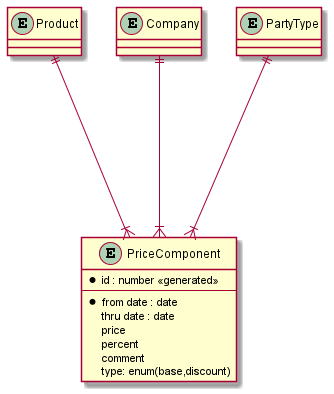 E Product
E Company
E PartyType
E PriceComponent
id : number «generated»
from date : date
thru date : date
price
percent
comment
type: enum(base,discount)